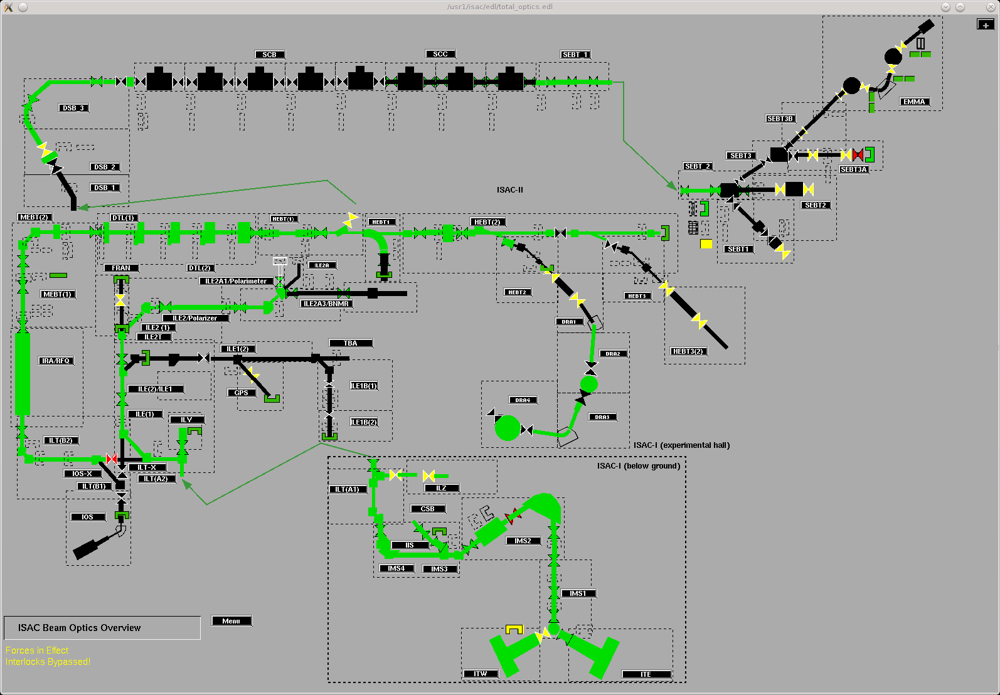 /usr1/isac/edl/total_optics.edl
+
SCB
SCC
SEBT_1
EMMA
DSB_3
SEBT3B
SEBT3
DSB_2
SEBT_2
SEBT3A
DSB_1
ISAC-II
SEBT2
MEBT(2)
DTL(1)
HEBT(1)
HEBT1
HEBT(2)
SEBT1
FRAN
DTL(2)
ILE2A
ILE2A1/Polarimeter
MEBT(1)
HEBT2
HEBT3
ILE2A3/BNMR
ILE2/Polarizer
DRA1
ILE2 (1)
ILE2T
TBA
ILE1(2)
HEBT3(2)
DRA2
IRA/RFQ
ILE1B(1)
ILE(2)/ILE1
GPS
DRA4
ILE(1)
ILY
DRA3
ILE1B(2)
ILT(B2)
ISAC-I (experimental hall)
ILT-X
ISAC-I (below ground)
IOS-X
ILT(A2)
ILT(B1)
ILT(A1)
ILZ
CSB
IOS
IMS2
IIS
IMS4
IMS3
IMS1
Menu
ISAC Beam Optics Overview
Forces in Effect
Interlocks Bypassed!
ITW
ITE